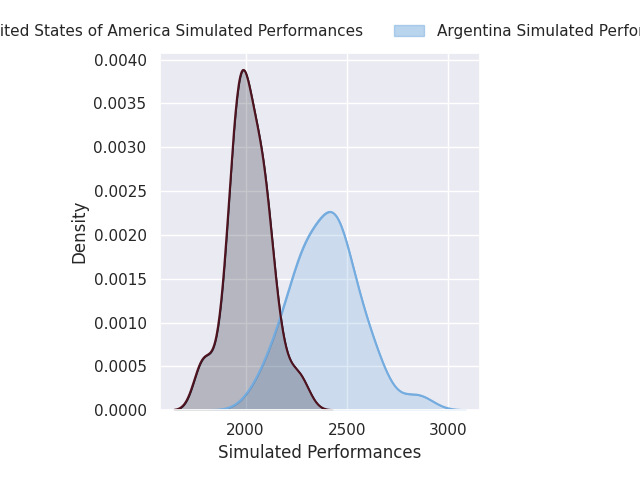 ited States of America Simulated Performances Argentina Simulated Perfor
0.0040
0.0035
0.0030
0.0025
0.0020
0.0015
0.0010
0.0005
0.0000
Density
2000 2500 3000
Simulated Performances